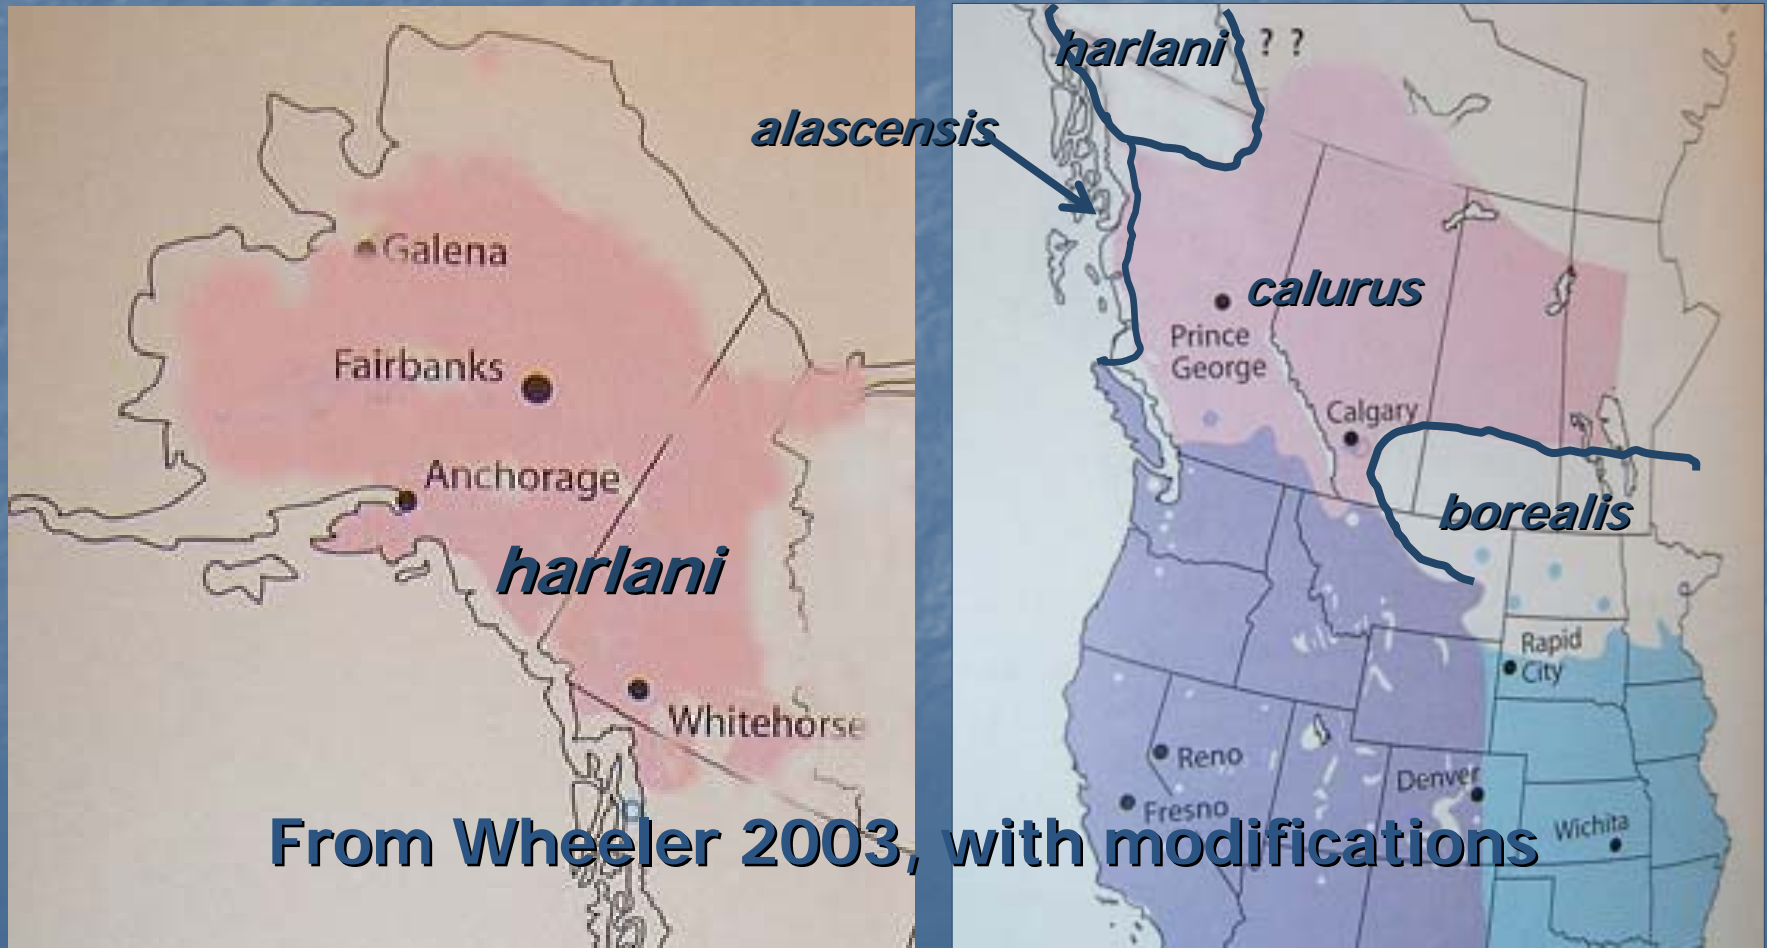 harlani
? ?
alascensis
Galena
calurus
Prince
George
Fairbanks
Calgary
Anchorage
borealis
harlani
Rapid
City
Whitehorse
Reno
Denver
Fresno
Wichita
From Wheeler 2003, with modifications